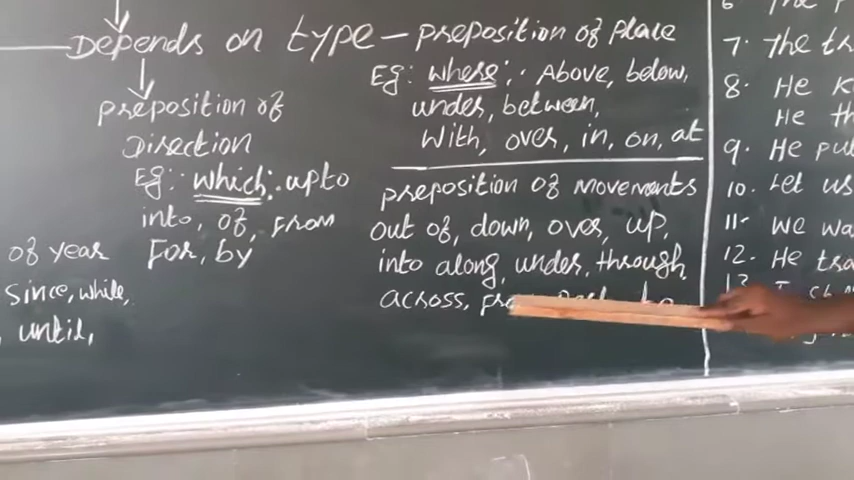 Depends on type - preposition of place
Eg: where: Above, below,
under, between,
with, over, in, on, at
preposition of
Direction
Eg: which: upto
into, of, From
For, by
preposition of movements
out of, down, over, up,
into along, under, through,
across,
of year
since, while,
until,
6 The
7. The
8. He
He
9. He
10. Let us
11. we
12. He